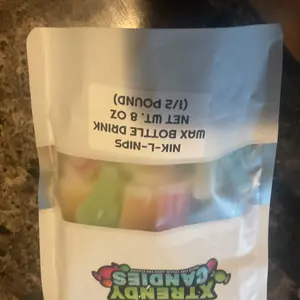 NIK-L-NIPS
WAX BOTTLE DRINK
NET WT. 8 OZ
(1/2 POUND)
XTRENDY
CANDIES